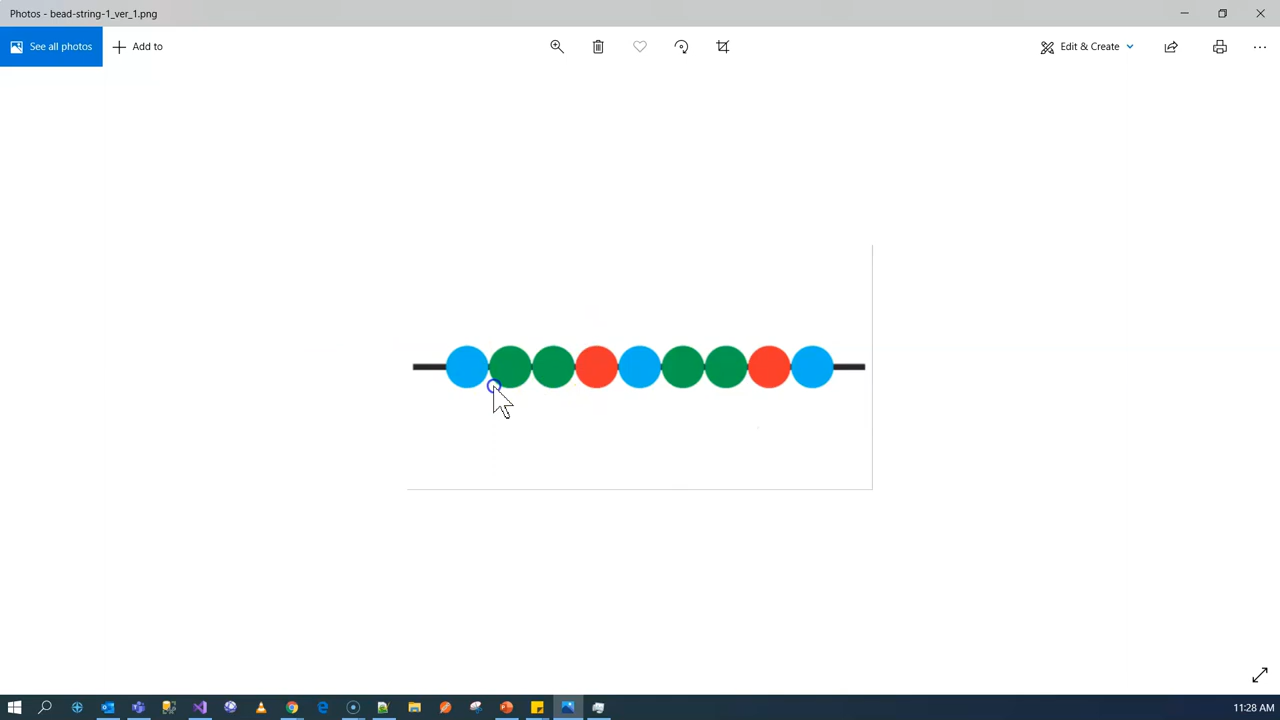 Photos - bead-string-1_ver_1.png
See all photos
Add to
Edit & Create
11:28 AM